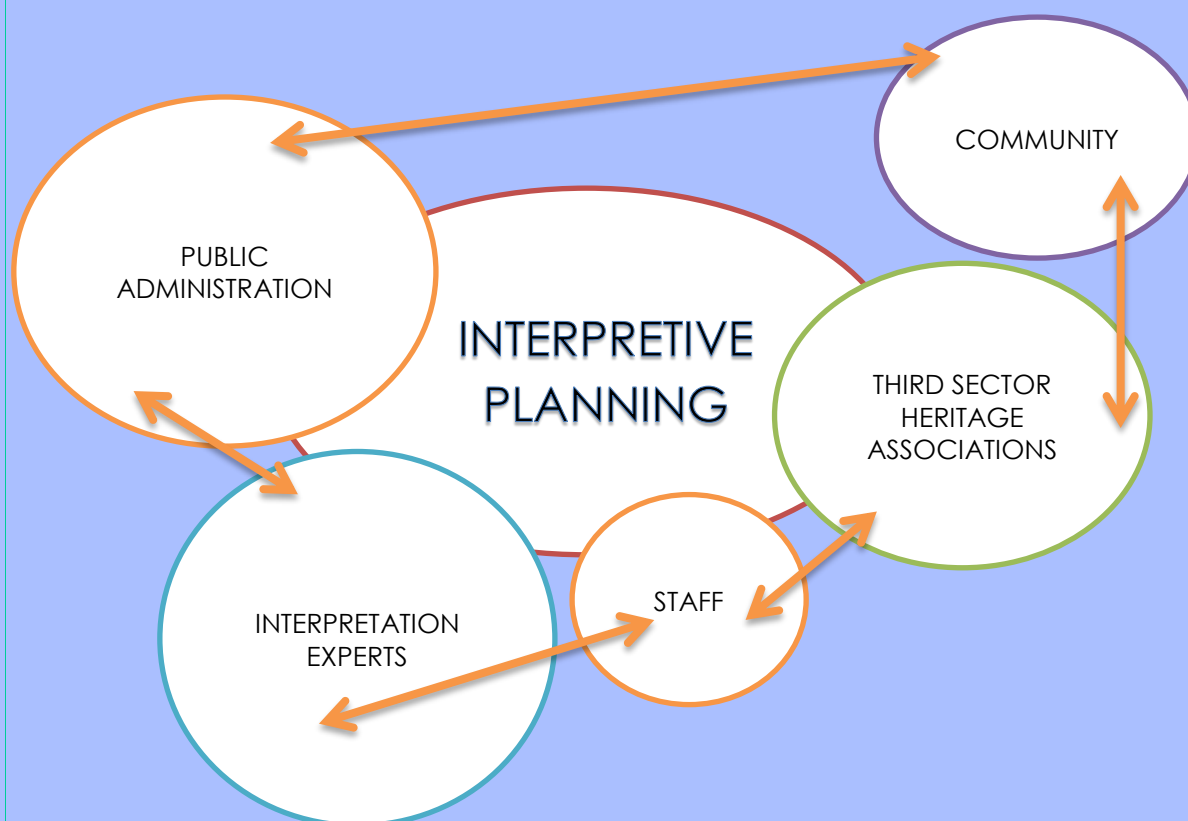 COMMUNITY
PUBLIC
ADMINISTRATION
INTERPRETIVE
PLANNING
THIRD SECTOR
HERITAGE
ASSOCIATIONS
STAFF
INTERPRETATION
EXPERTS